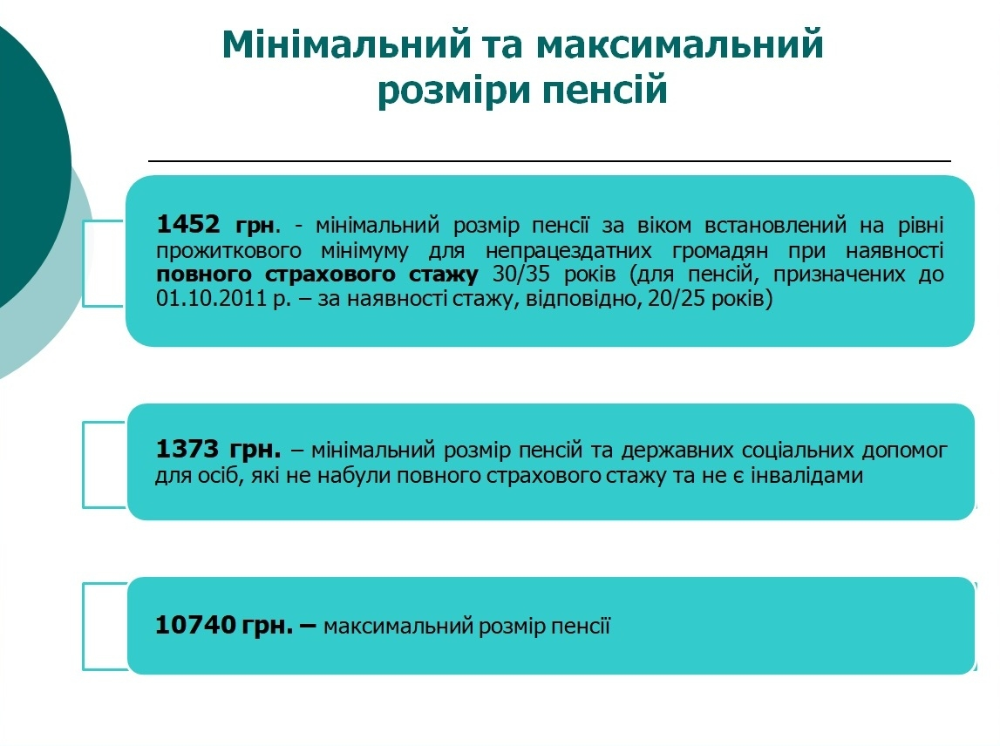 Мінімальний та максимальний
розміри пенсій
1452 грн. - мінімальний розмір пенсії за віком встановлений на рівні
прожиткового мінімуму для непрацездатних громадян при наявності
повного страхового стажу 30/35 років (для пенсій, призначених до
01.10.2011 р. – за наявності стажу, відповідно, 20/25 років)
1373 грн. – мінімальний розмір пенсій та державних соціальних допомог
для осіб, які не набули повного страхового стажу та не є інвалідами
10740 грн. – максимальний розмір пенсії